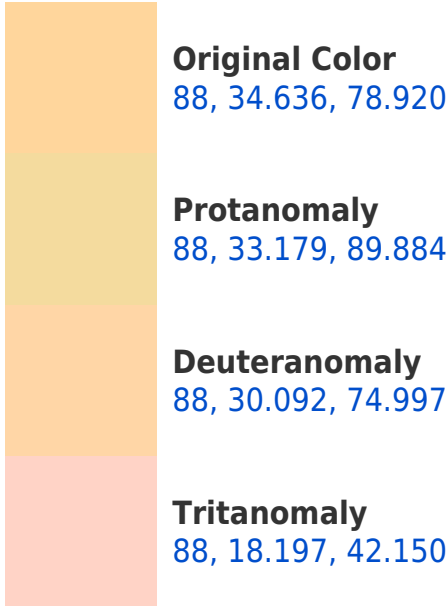 Original Color
88, 34.636, 78.920
Protanomaly
88, 33.179, 89.884
Deuteranomaly
88, 30.092, 74.997
Tritanomaly
88, 18.197, 42.150